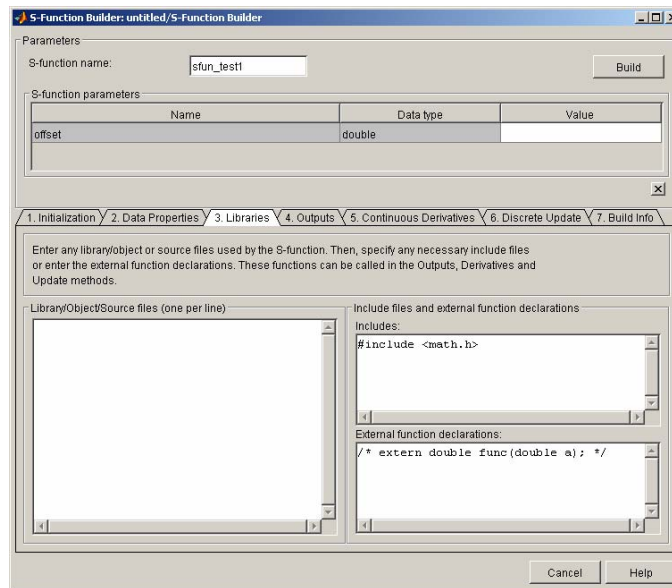 S-Function Builder: untitled/S-Function Builder
Parameters
S-function name: sfun_test1 Build
S-function parameters
Name Data type Value
offset double
1. Initialization 2. Data Properties 3. Libraries 4. Outputs 5. Continuous Derivatives 6. Discrete Update 7. Build Info
Enter any library/object or source files used by the S-function. Then, specify any necessary include files
or enter the external function declarations. These functions can be called in the Outputs, Derivatives and
Update methods.
Library/Object/Source files (one per line)
Include files and external function declarations
Includes:
#include <math.h>
External function declarations:
/* extern double func(double a); */
Cancel Help